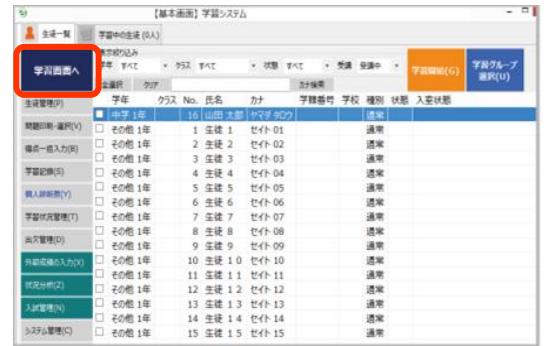 【基本画面】学習システム
生徒一覧 学習中の生徒 (0人)
表示絞り込み
学習画面へ 学年 すべて クラス すべて 状態 すべて 受講 受講中 学習開始(G) 学習グループ選択(U)
全選択 クリア カナ検索
学年 クラス No. 氏名 カナ 学籍番号 学校 種別 状態 入室状態
生徒管理(P)
中学 1年 16 山田 太郎 ヤマダ タロウ 通常
その他 1年 1 生徒 1 セイト 01 通常
問題印刷・選択(V)
その他 1年 2 生徒 2 セイト 02 通常
得点一括入力(B)
その他 1年 3 生徒 3 セイト 03 通常
その他 1年 4 生徒 4 セイト 04 通常
学習記録(S)
その他 1年 5 生徒 5 セイト 05 通常
個人診断票(Y)
その他 1年 6 生徒 6 セイト 06 通常
その他 1年 7 生徒 7 セイト 07 通常
学習状況管理(T)
その他 1年 8 生徒 8 セイト 08 通常
出欠管理(D)
その他 1年 9 生徒 9 セイト 09 通常
その他 1年 10 生徒 10 セイト 10 通常
外部成績の入力(X)
その他 1年 11 生徒 11 セイト 11 通常
状況分析(Z)
その他 1年 12 生徒 12 セイト 12 通常
その他 1年 13 生徒 13 セイト 13 通常
入試管理(N)
その他 1年 14 生徒 14 セイト 14 通常
システム管理(C)
その他 1年 15 生徒 15 セイト 15 通常